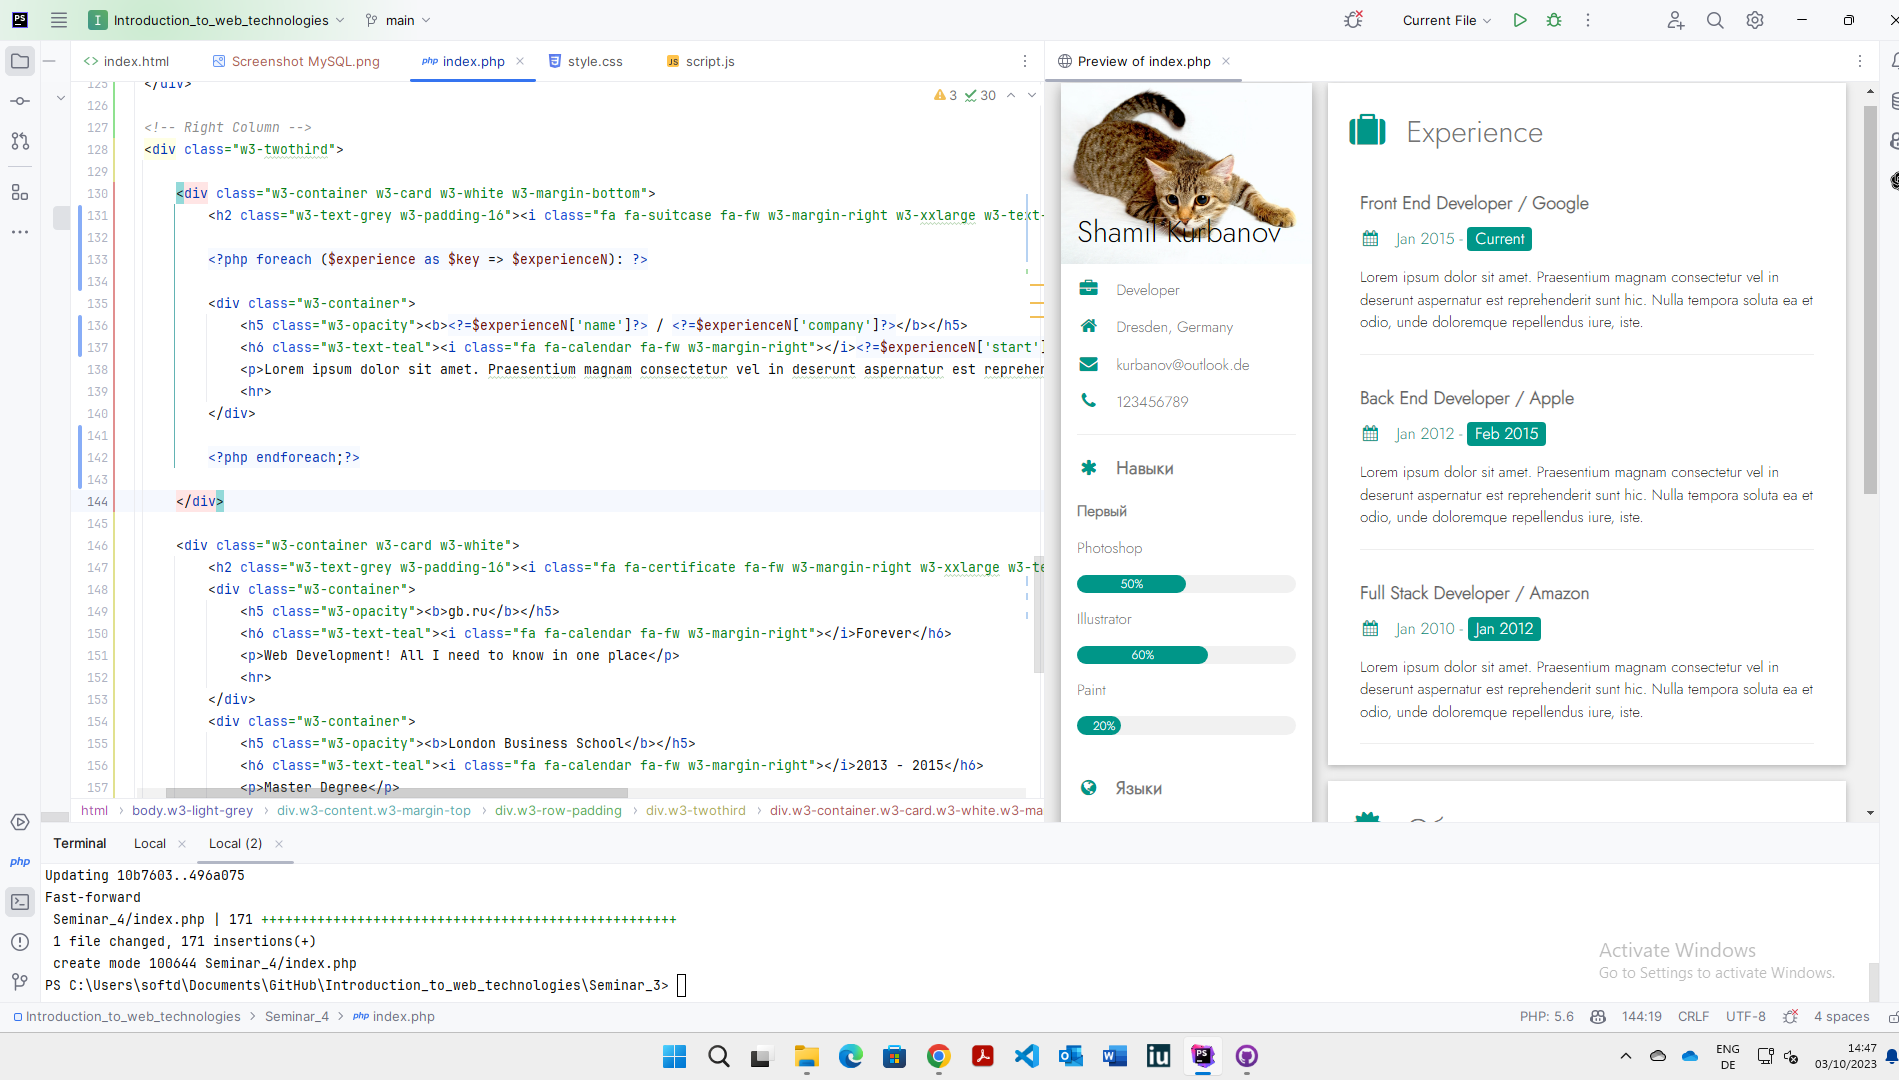 PS
I Introduction_to_web_technologies
main
Current File
index.html
Screenshot MySQL.png
php index.php
style.css
JS script.js
Preview of index.php
3 30
125 </div>
126
127 <!-- Right Column -->
128 <div class="w3-twothird">
129
130 <div class="w3-container w3-card w3-white w3-margin-bottom">
131 <h2 class="w3-text-grey w3-padding-16"><i class="fa fa-suitcase fa-fw w3-margin-right w3-xxlarge w3-text-
132
133 <?php foreach ($experience as $key => $experienceN): ?>
134
135 <div class="w3-container">
136 <h5 class="w3-opacity"><b><?=$experienceN['name']?> / <?=$experienceN['company']?></b></h5>
137 <h6 class="w3-text-teal"><i class="fa fa-calendar fa-fw w3-margin-right"></i><?=$experienceN['start']
138 <p>Lorem ipsum dolor sit amet. Praesentium magnam consectetur vel in deserunt aspernatur est reprehen
139 <hr>
140 </div>
141
142 <?php endforeach;?>
143
144 </div>
145
146 <div class="w3-container w3-card w3-white">
147 <h2 class="w3-text-grey w3-padding-16"><i class="fa fa-certificate fa-fw w3-margin-right w3-xxlarge w3-te
148 <div class="w3-container">
149 <h5 class="w3-opacity"><b>gb.ru</b></h5>
150 <h6 class="w3-text-teal"><i class="fa fa-calendar fa-fw w3-margin-right"></i>Forever</h6>
151 <p>Web Development! All I need to know in one place</p>
152 <hr>
153 </div>
154 <div class="w3-container">
155 <h5 class="w3-opacity"><b>London Business School</b></h5>
156 <h6 class="w3-text-teal"><i class="fa fa-calendar fa-fw w3-margin-right"></i>2013 - 2015</h6>
157 <p>Master Degree</p>
html > body.w3-light-grey > div.w3-content.w3-margin-top > div.w3-row-padding > div.w3-twothird > div.w3-container.w3-card.w3-white.w3-ma
Shamil Kurbanov
Developer
Dresden, Germany
kurbanov@outlook.de
123456789
Навыки
Первый
Photoshop
50%
Illustrator
60%
Paint
20%
Языки
Experience
Front End Developer / Google
Jan 2015 - Current
Lorem ipsum dolor sit amet. Praesentium magnam consectetur vel in
deserunt aspernatur est reprehenderit sunt hic. Nulla tempora soluta ea et
odio, unde doloremque repellendus iure, iste.
Back End Developer / Apple
Jan 2012 - Feb 2015
Lorem ipsum dolor sit amet. Praesentium magnam consectetur vel in
deserunt aspernatur est reprehenderit sunt hic. Nulla tempora soluta ea et
odio, unde doloremque repellendus iure, iste.
Full Stack Developer / Amazon
Jan 2010 - Jan 2012
Lorem ipsum dolor sit amet. Praesentium magnam consectetur vel in
deserunt aspernatur est reprehenderit sunt hic. Nulla tempora soluta ea et
odio, unde doloremque repellendus iure, iste.
php
Terminal
Local
Local (2)
Updating 10b7603..496a075
Fast-forward
Seminar_4/index.php | 171 ++++++++++++++++++++++++++++++++++++++++++++++++++++
1 file changed, 171 insertions(+)
create mode 100644 Seminar_4/index.php
PS C:\Users\softd\Documents\GitHub\Introduction_to_web_technologies\Seminar_3>
Activate Windows
Go to Settings to activate Windows.
Introduction_to_web_technologies > Seminar_4 > php index.php
PHP: 5.6
144:19
CRLF
UTF-8
4 spaces
iu
PS
ENG
DE
14:47
03/10/2023